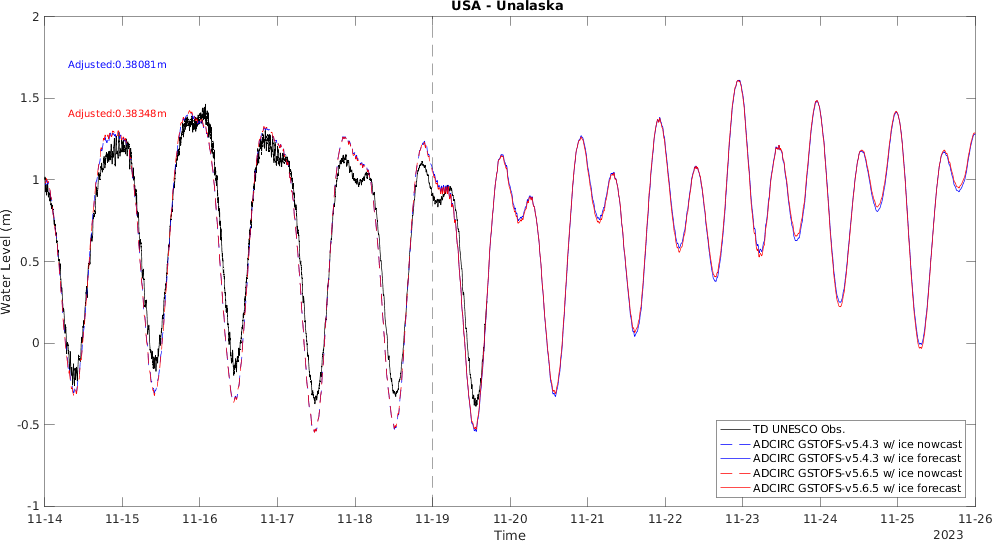 USA - Unalaska
2
Adjusted:0.38081m
1.5
Adjusted:0.38348m
1
Water Level (m)
0.5
0
-0.5
-1
TD UNESCO Obs.
ADCIRC GSTOFS-v5.4.3 w/ ice nowcast
ADCIRC GSTOFS-v5.4.3 w/ ice forecast
ADCIRC GSTOFS-v5.6.5 w/ ice nowcast
ADCIRC GSTOFS-v5.6.5 w/ ice forecast
11-14 11-15 11-16 11-17 11-18 11-19 11-20 11-21 11-22 11-23 11-24 11-25 11-26
Time
2023